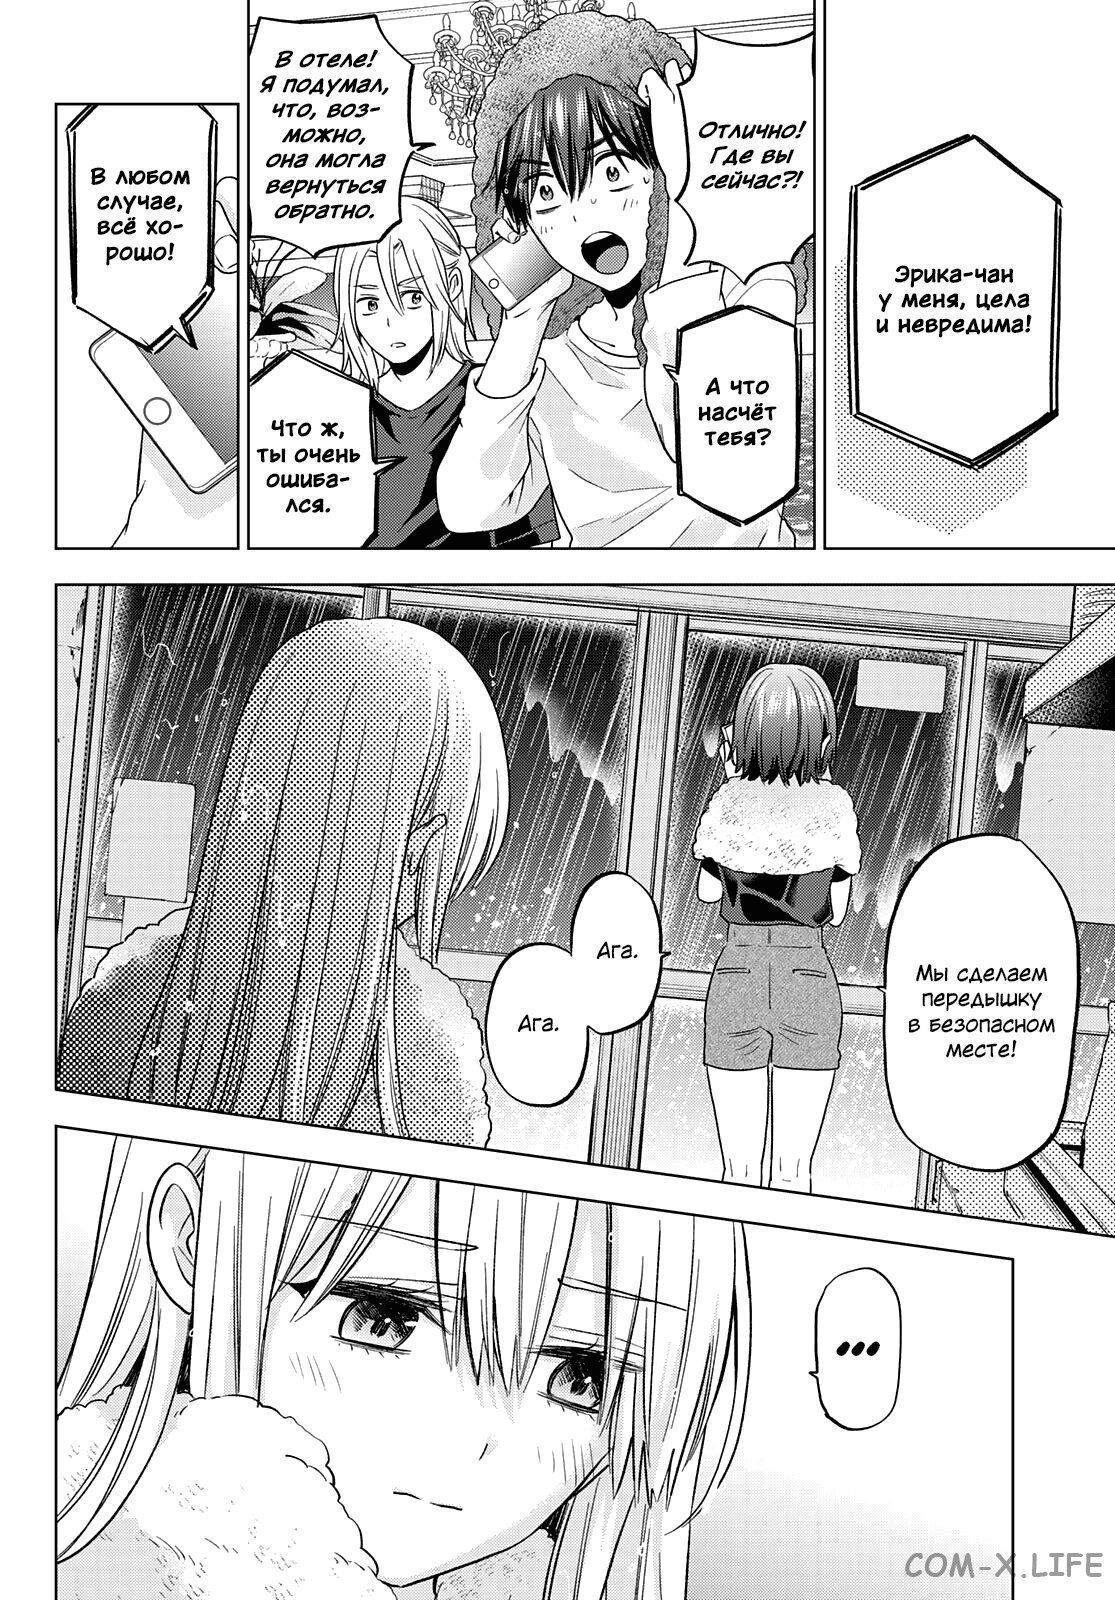 Эрика-чан
у меня, цела
и невредима!
Отлично!
Где вы
сейчас?!
А что
насчёт
тебя?
В отеле!
Я подумал,
что, воз-
можно,
она могла
вернуться
обратно.
Что ж,
ты очень
ошиба-
лся.
В любом
случае,
всё хо-
рошо!
Мы сделаем
передышку
в безопасном
месте!
Ага.
Ага.
...
COM-X.LIFE